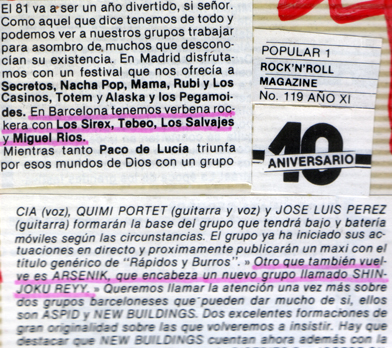 El 81 va a ser un año divertido, si señor.
Como aquel que dice tenemos de todo y
podemos ver a nuestros grupos trabajar
para asombro de muchos que descono-
cían su existencia. En Madrid disfruta-
mos con un festival que nos ofrecía a
Secretos, Nacha Pop, Mama, Rubi y Los
Casinos, Totem y Alaska y los Pegamoi-
des. En Barcelona tenemos verbena roc-
kera con Los Sirex, Tebeo, Los Salvajes
y Miguel Rios.
Mientras tanto Paco de Lucia triunfa
por esos mundos de Dios con un grupo
POPULAR 1
ROCK'N'ROLL
MAGAZINE
No. 119 AÑO XI
10
ANIVERSARIO
CIA (voz), QUIMI PORTET (guitarra y voz) y JOSE LUIS PEREZ
(guitarra) formarán la base del grupo que tendrá bajo y batería
móviles según las circunstancias. El grupo ya ha iniciado sus ac-
tuaciones en directo y proximamente publicarán un maxi con el
título generico de "Rápidos y Burros". » Otro que también vuel-
ve es ARSENIK, que encabeza un nuevo grupo llamado SHIN-
JOKU REYY. » Queremos llamar la atención una vez más sobre
dos grupos barceloneses que pueden dar mucho de si, ellos
son ASPID y NEW BUILDINGS. Dos excelentes formaciones de
gran originalidad sobre las que volveremos a insistir. Hay que
destacar que NEW BUILDINGS cuentan ahora además con la